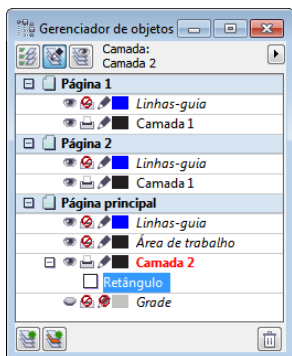 Gerenciador de objetos
Camada:
Camada 2
Página 1
Linhas-guia
Camada 1
Página 2
Linhas-guia
Camada 1
Página principal
Linhas-guia
Área de trabalho
Camada 2
Retângulo
Grade